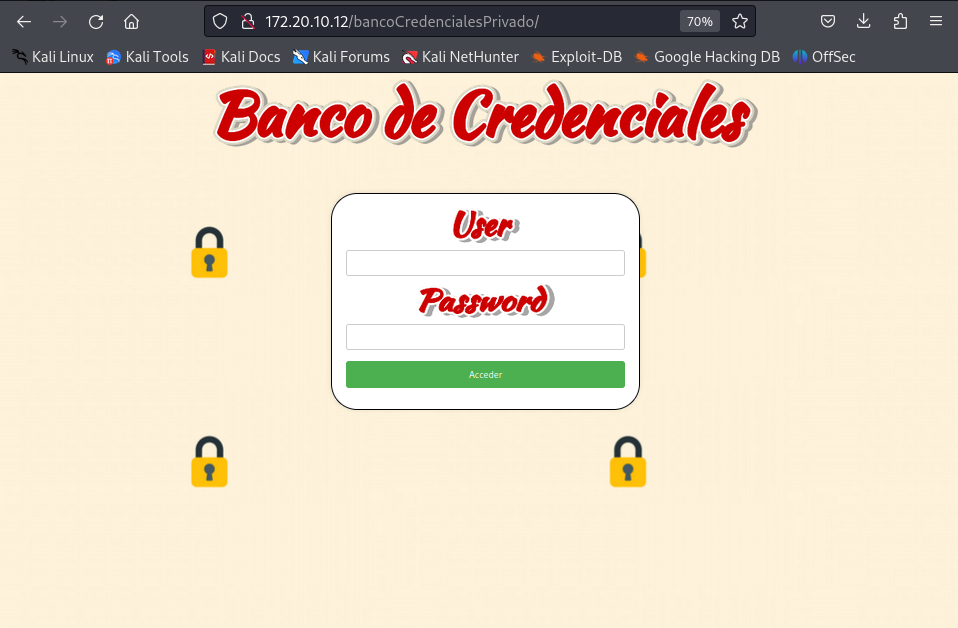 172.20.10.12/bancoCredencialesPrivado/
70%
Kali Linux Kali Tools Kali Docs Kali Forums Kali NetHunter Exploit-DB Google Hacking DB OffSec
Banco de Credenciales
User
Password
Acceder